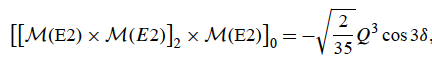 [[ℳ(E2) × ℳ(E2)]₂ × ℳ(E2)]₀ = −√(2/35) Q³ cos 3δ,